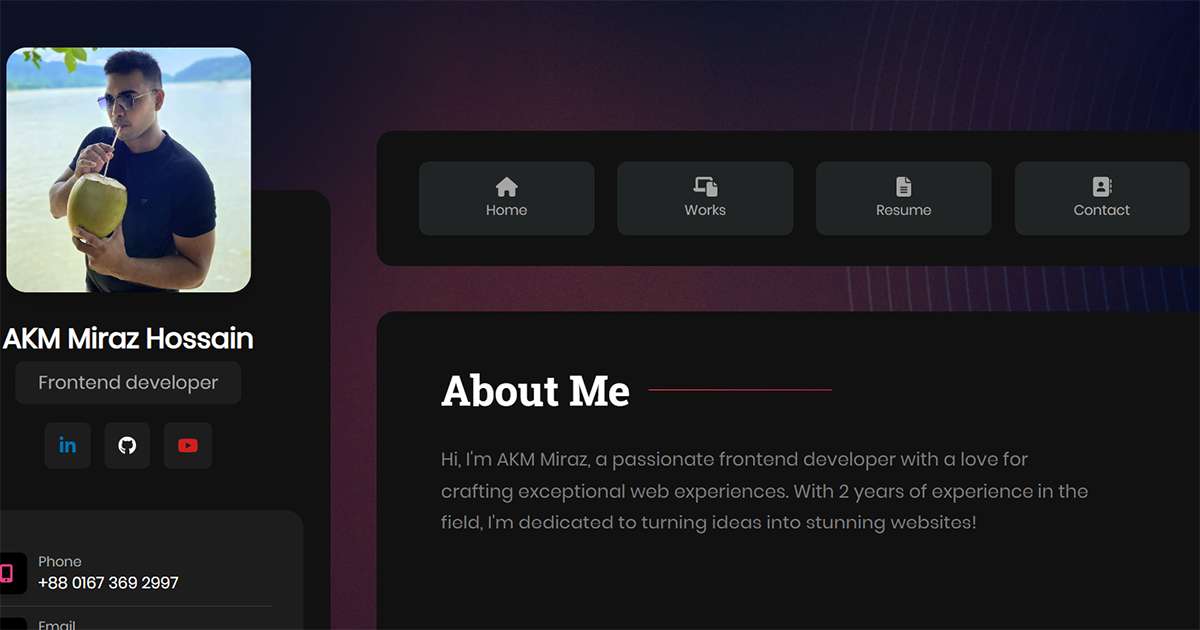 AKM Miraz Hossain
Frontend developer
in
Phone
+88 0167 369 2997
Email
Home
Works
Resume
Contact
About Me
Hi, I'm AKM Miraz, a passionate frontend developer with a love for
crafting exceptional web experiences. With 2 years of experience in the
field, I'm dedicated to turning ideas into stunning websites!